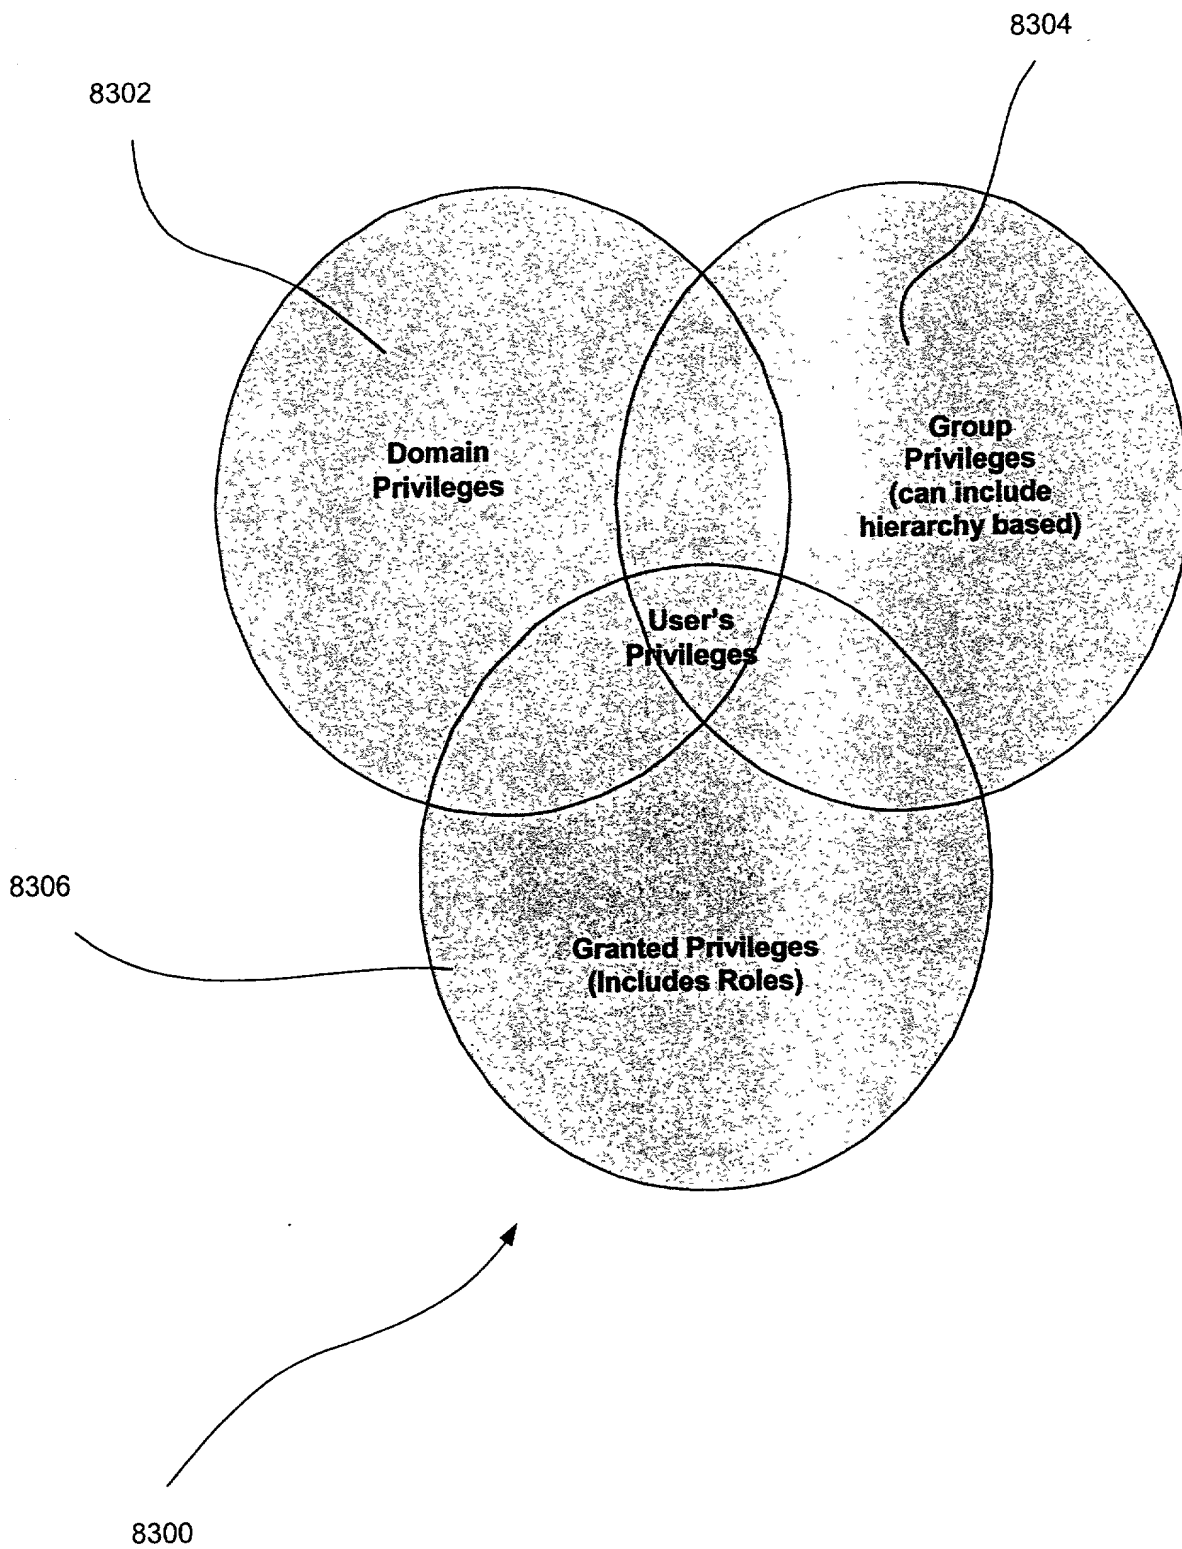 8304
8302
Domain
Privileges
Group
Privileges
(can include
hierarchy based)
User's
Privileges
8306
Granted Privileges
(Includes Roles)
8300